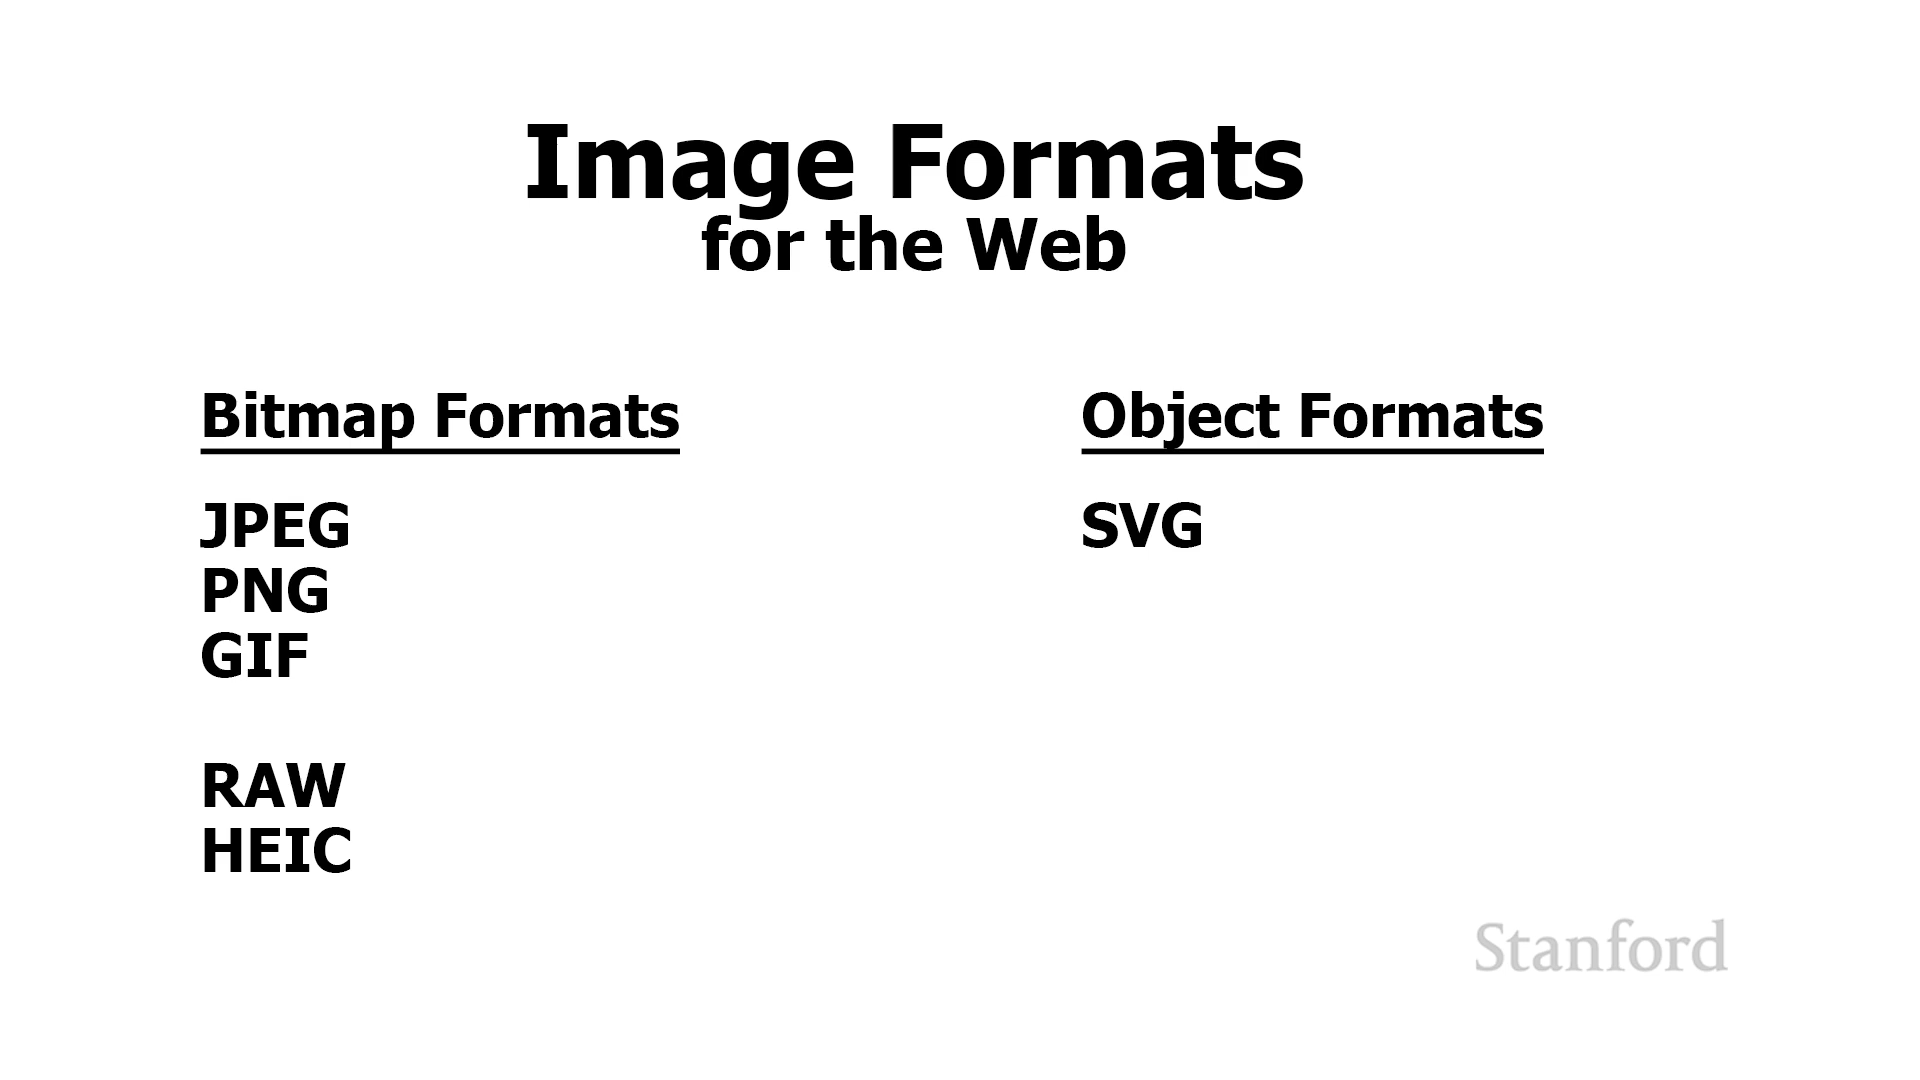 Image Formats
for the Web
Bitmap Formats
JPEG
PNG
GIF
RAW
HEIC
Object Formats
SVG
Stanford